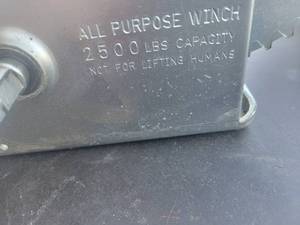 ALL PURPOSE WINCH
2500 LBS CAPACITY
NOT FOR LIFTING HUMANS